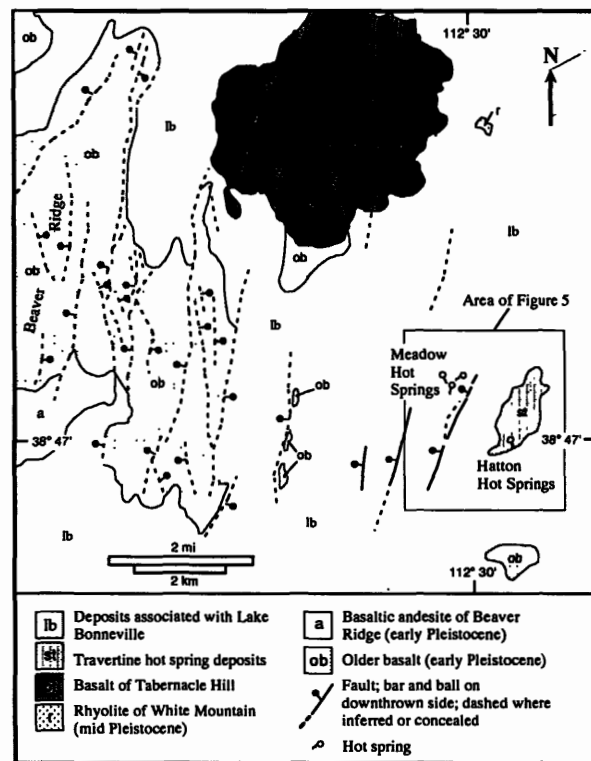 ob
112° 30'
N
lb
r
ob
Ridge
ob
Beaver
ob
lb
Area of Figure 5
lb
Meadow
Hot
Springs
ob
ob
a
st
38° 47'
38° 47'
ob
Hatton
Hot Springs
lb
lb
2 mi
2 km
ob
112° 30'
lb Deposits associated with Lake
Bonneville
st Travertine hot spring deposits
Basalt of Tabernacle Hill
r Rhyolite of White Mountain
(mid Pleistocene)
a Basaltic andesite of Beaver
Ridge (early Pleistocene)
ob Older basalt (early Pleistocene)
Fault; bar and ball on
downthrown side; dashed where
inferred or concealed
Hot spring